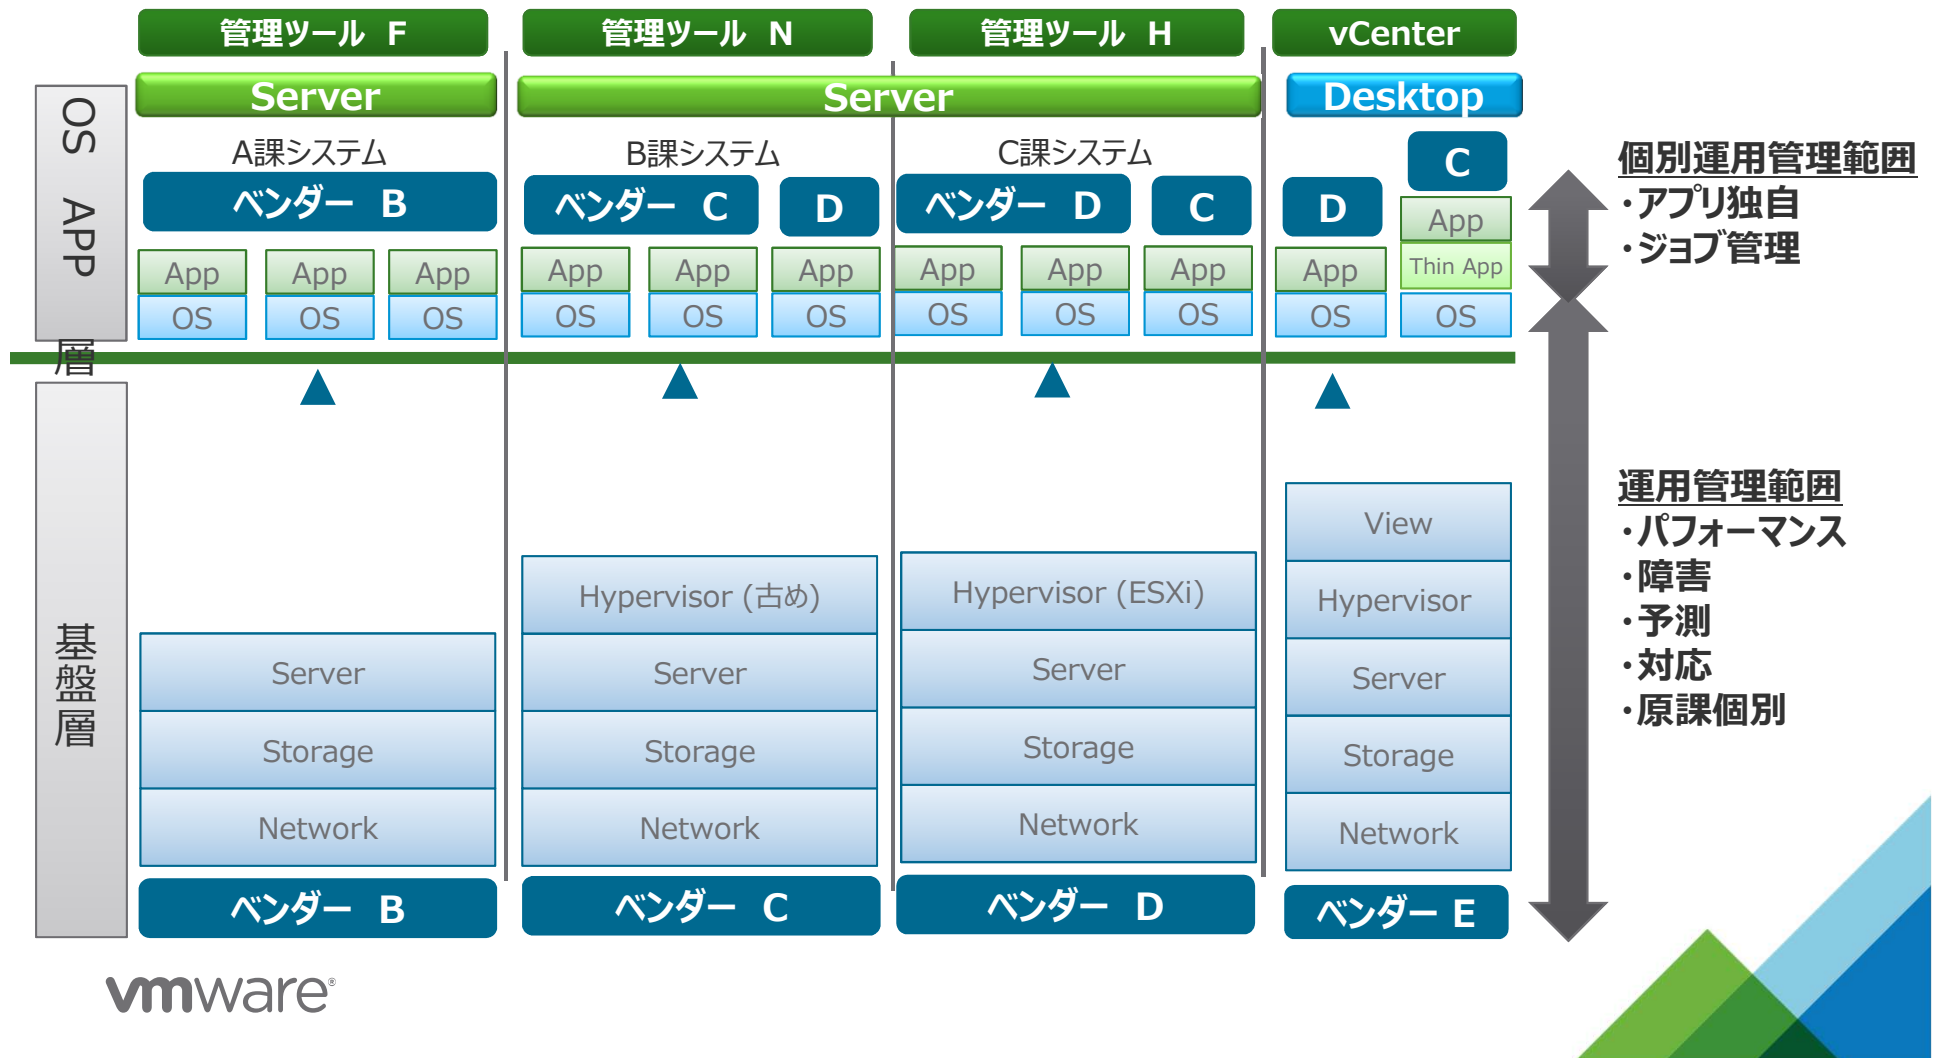 管理ツール F
管理ツール N
管理ツール H
vCenter
Server
Server
Desktop
OS APP 層
A課システム
B課システム
C課システム
ベンダー B
ベンダー C
D
ベンダー D
C
D
C
App
App
App
App
App
App
App
App
App
App
App
Thin App
OS
OS
OS
OS
OS
OS
OS
OS
OS
OS
OS
個別運用管理範囲
・アプリ独自
・ジョブ管理
基盤層
Server
Storage
Network
ベンダー B
Hypervisor (古め)
Server
Storage
Network
ベンダー C
Hypervisor (ESXi)
Server
Storage
Network
ベンダー D
View
Hypervisor
Server
Storage
Network
ベンダー E
運用管理範囲
・パフォーマンス
・障害
・予測
・対応
・原課個別
vmware®